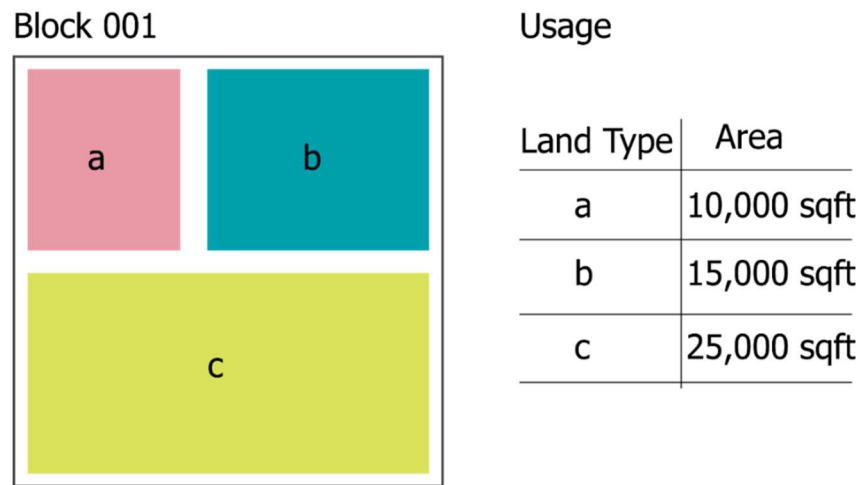 Block 001
a
b
c
Usage
Land Type Area
a 10,000 sqft
b 15,000 sqft
c 25,000 sqft